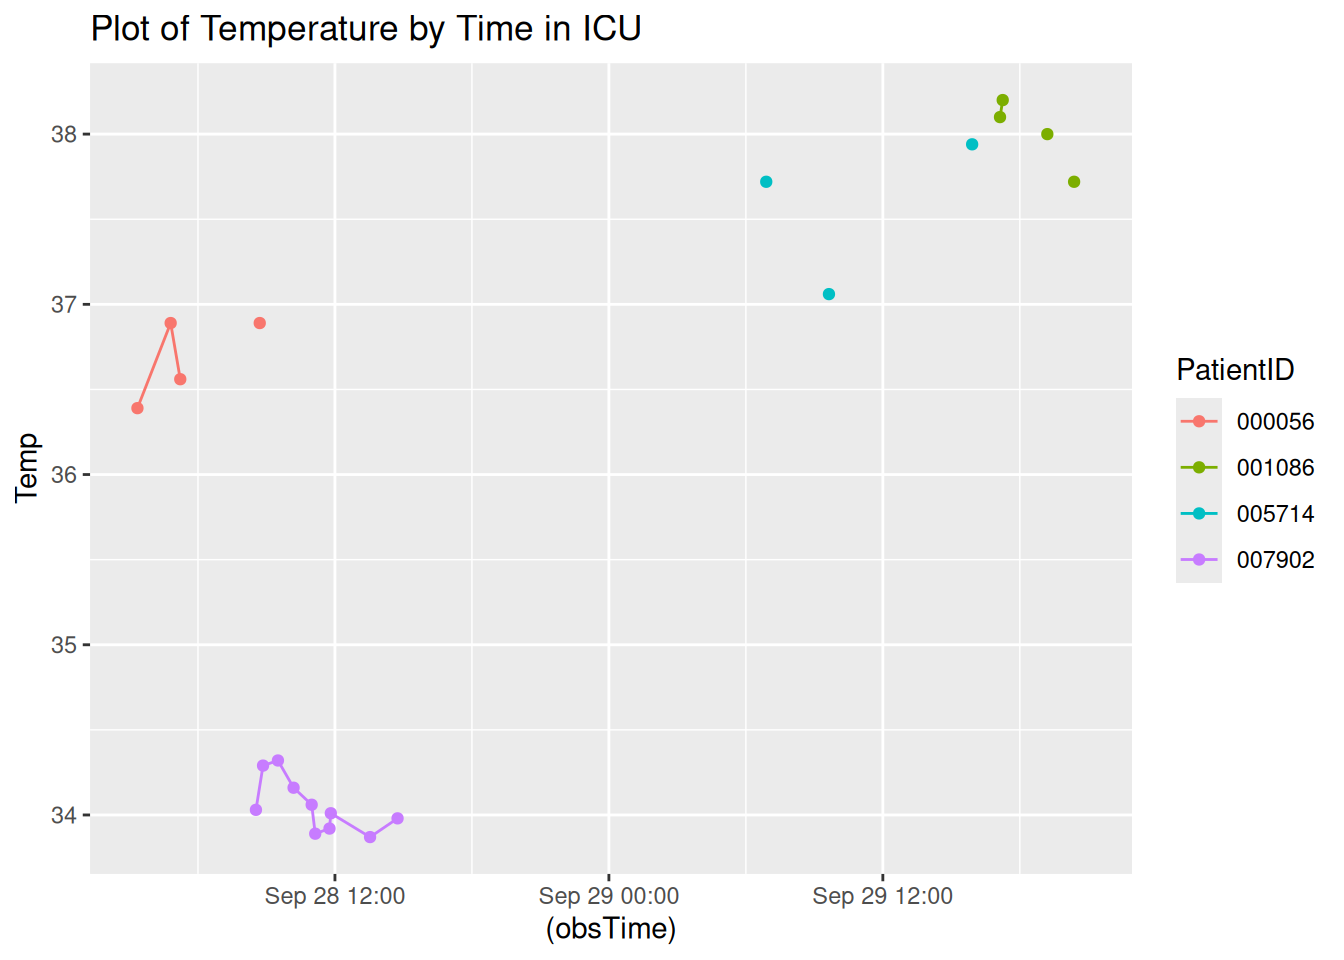 Plot of Temperature by Time in ICU
38
37
36
35
34
Temp
Sep 28 12:00 Sep 29 00:00 Sep 29 12:00
(obsTime)
PatientID
000056
001086
005714
007902